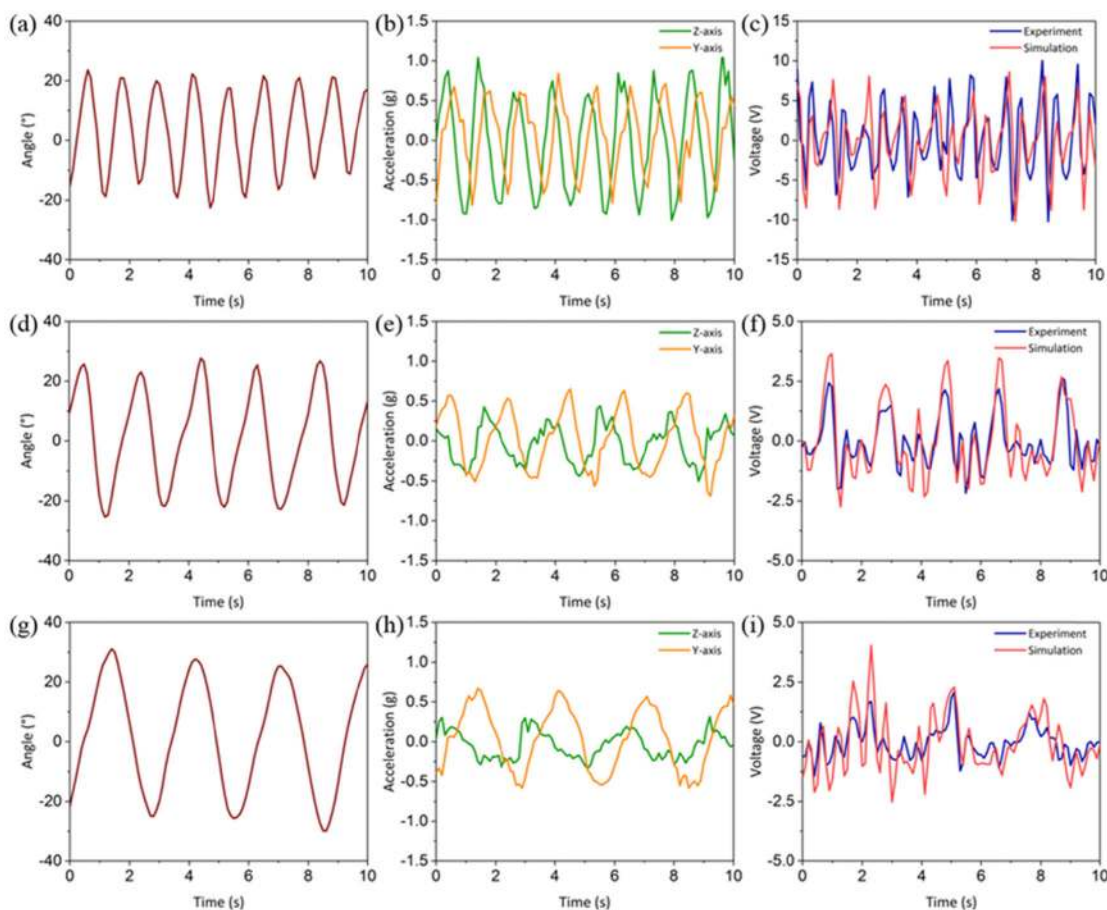 (a)
40
20
0
-20
-40
Angle (°)
0 2 4 6 8 10
Time (s)
(b)
1.5
1.0
0.5
0.0
-0.5
-1.0
-1.5
Acceleration (g)
Z-axis
Y-axis
0 2 4 6 8 10
Time (s)
(c)
15
10
5
0
-5
-10
-15
Voltage (V)
Experiment
Simulation
0 2 4 6 8 10
Time (s)
(d)
40
20
0
-20
-40
Angle (°)
0 2 4 6 8 10
Time (s)
(e)
1.5
1.0
0.5
0.0
-0.5
-1.0
-1.5
Acceleration (g)
Z-axis
Y-axis
0 2 4 6 8 10
Time (s)
(f)
5.0
2.5
0.0
-2.5
-5.0
Voltage (V)
Experiment
Simulation
0 2 4 6 8 10
Time (s)
(g)
40
20
0
-20
-40
Angle (°)
0 2 4 6 8 10
Time (s)
(h)
1.5
1.0
0.5
0.0
-0.5
-1.0
-1.5
Acceleration (g)
Z-axis
Y-axis
0 2 4 6 8 10
Time (s)
(i)
5.0
2.5
0.0
-2.5
-5.0
Voltage (V)
Experiment
Simulation
0 2 4 6 8 10
Time (s)